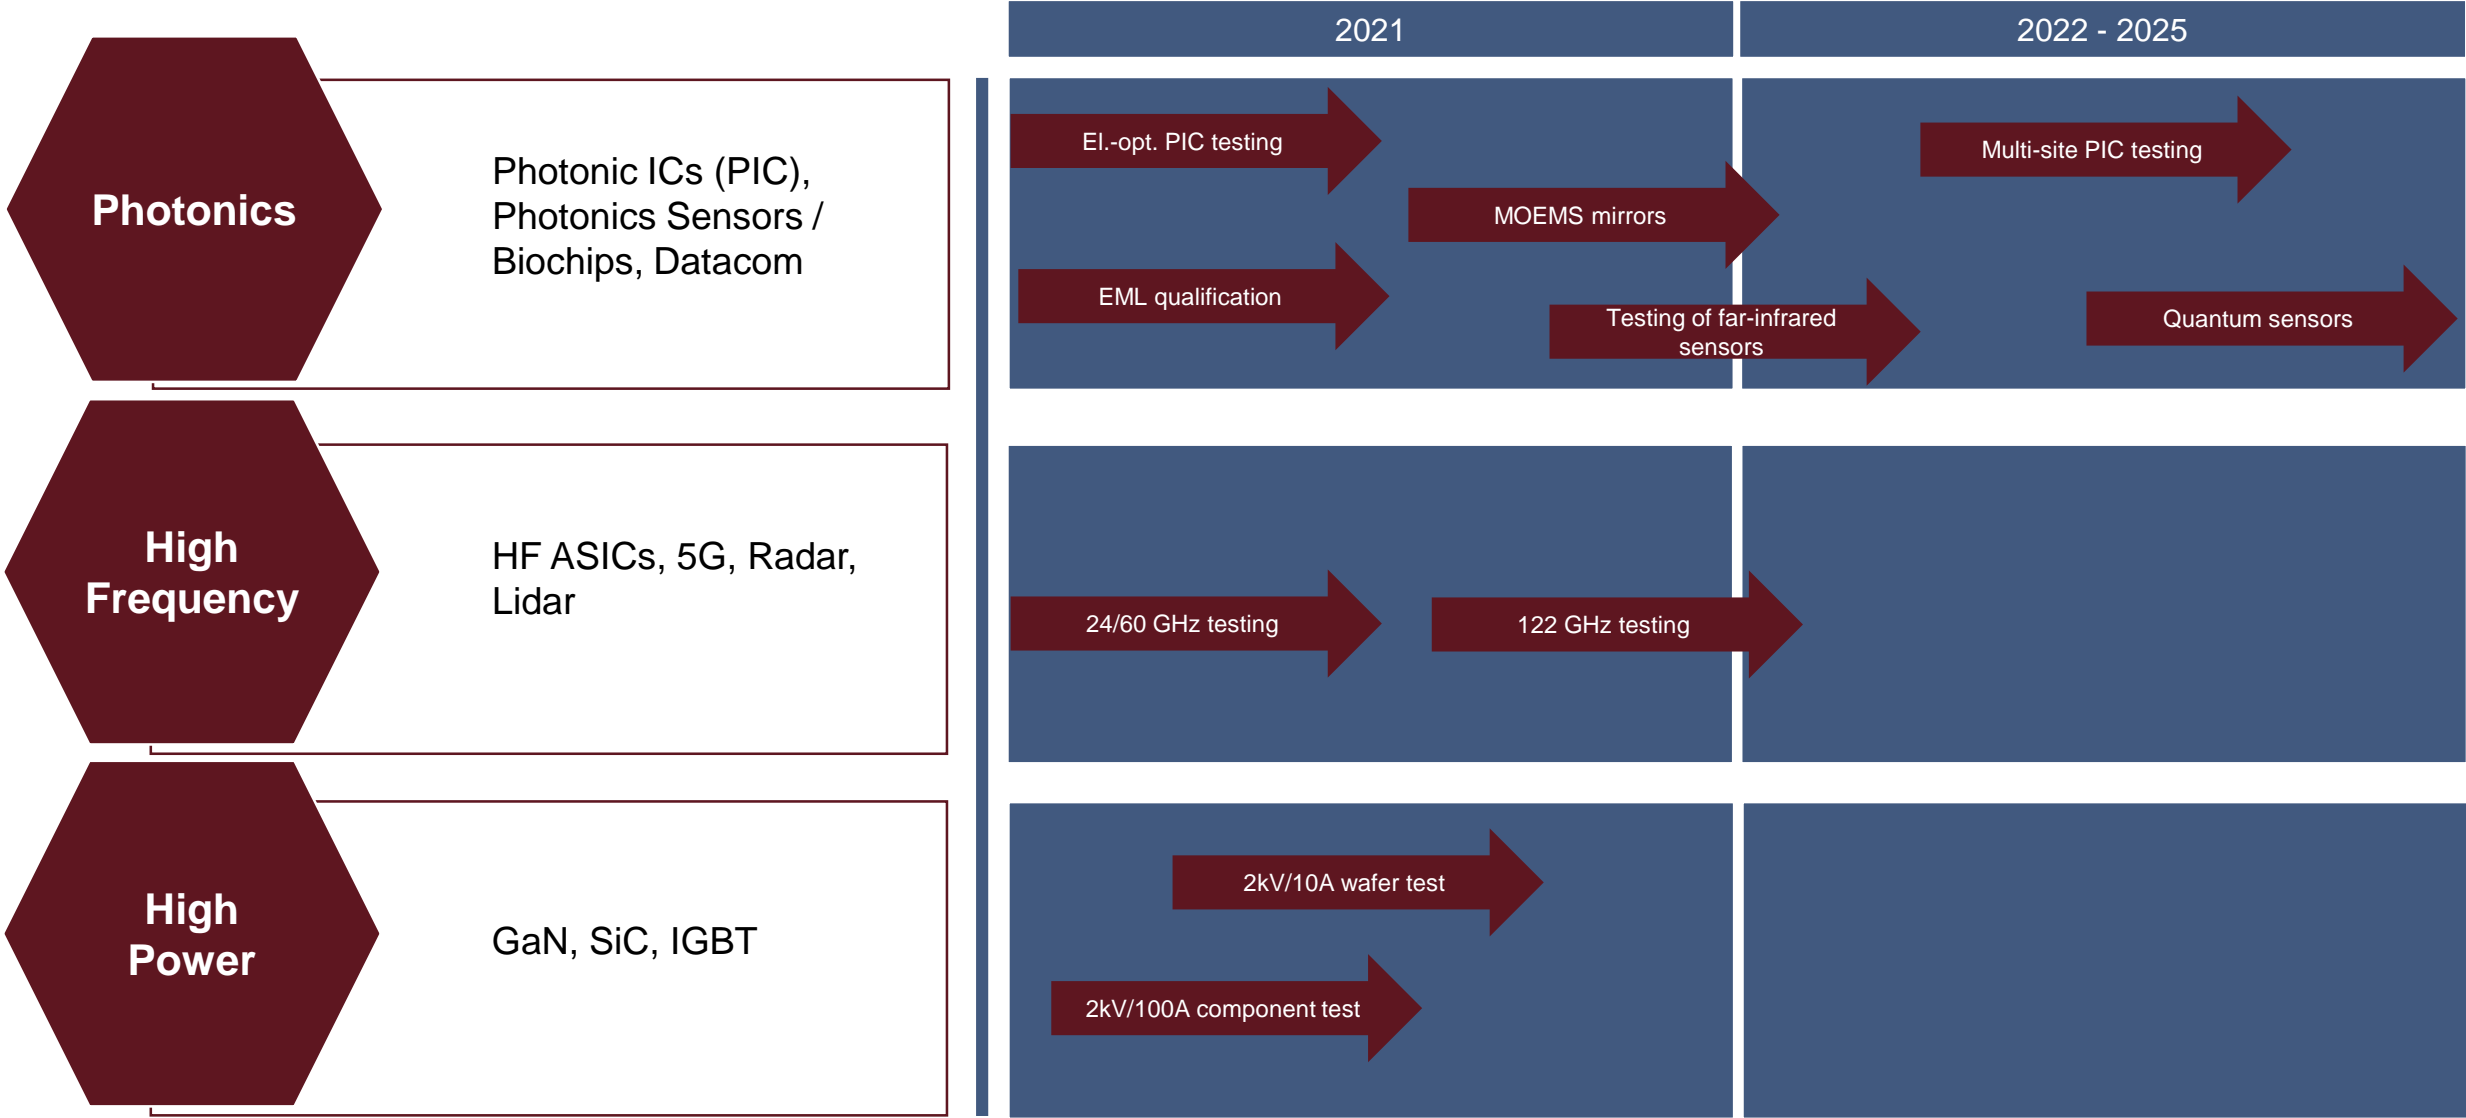 2021
2022 - 2025
Photonics
Photonic ICs (PIC),
Photonics Sensors /
Biochips, Datacom
El.-opt. PIC testing
Multi-site PIC testing
MOEMS mirrors
EML qualification
Testing of far-infrared
sensors
Quantum sensors
High
Frequency
HF ASICs, 5G, Radar,
Lidar
24/60 GHz testing
122 GHz testing
High
Power
GaN, SiC, IGBT
2kV/10A wafer test
2kV/100A component test